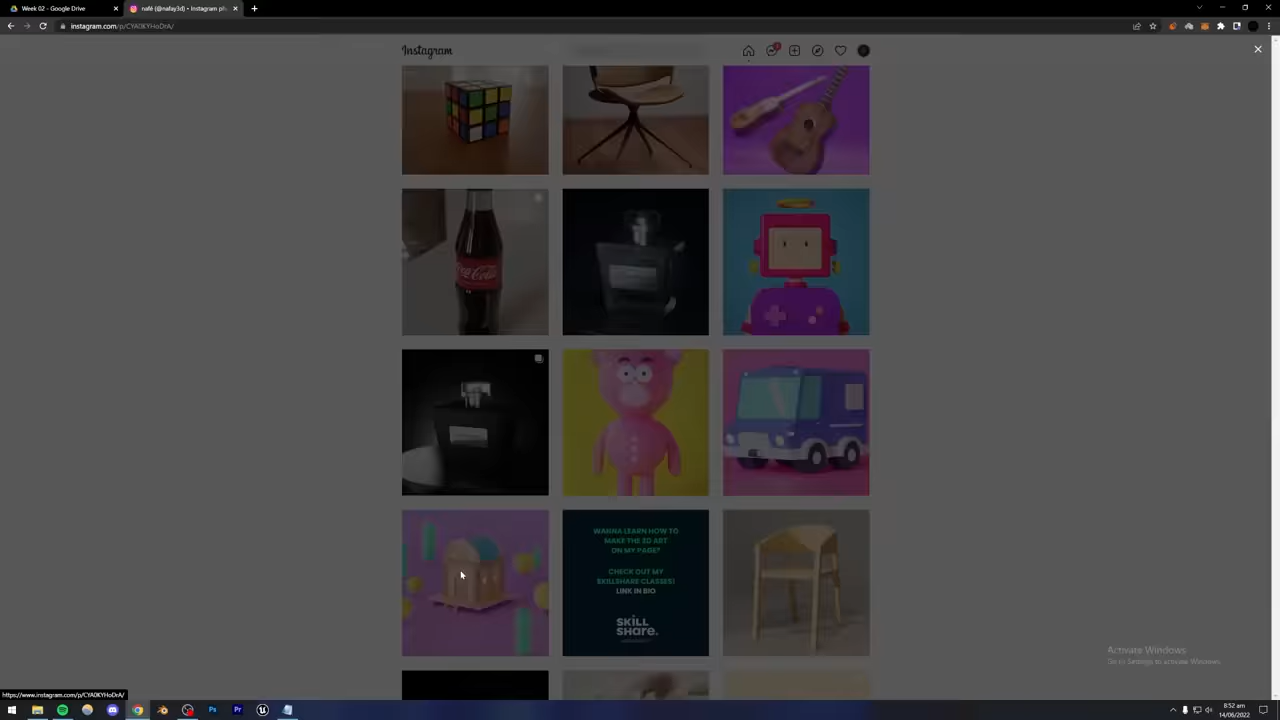 Week 02 - Google Drive
nafé (@nafay3d) • Instagram ph
instagram.com/p/CYA0KYHoDrA/
Instagram
Coca-Cola
WANNA LEARN HOW TO
MAKE THE 3D ART
ON MY PAGE?
CHECK OUT MY
SKILLSHARE CLASSES!
LINK IN BIO
SKILL
SHARE.
Activate Windows
Go to Settings to activate Windows.
https://www.instagram.com/p/CYA0KYHoDrA/
8:52 am
14/06/2022